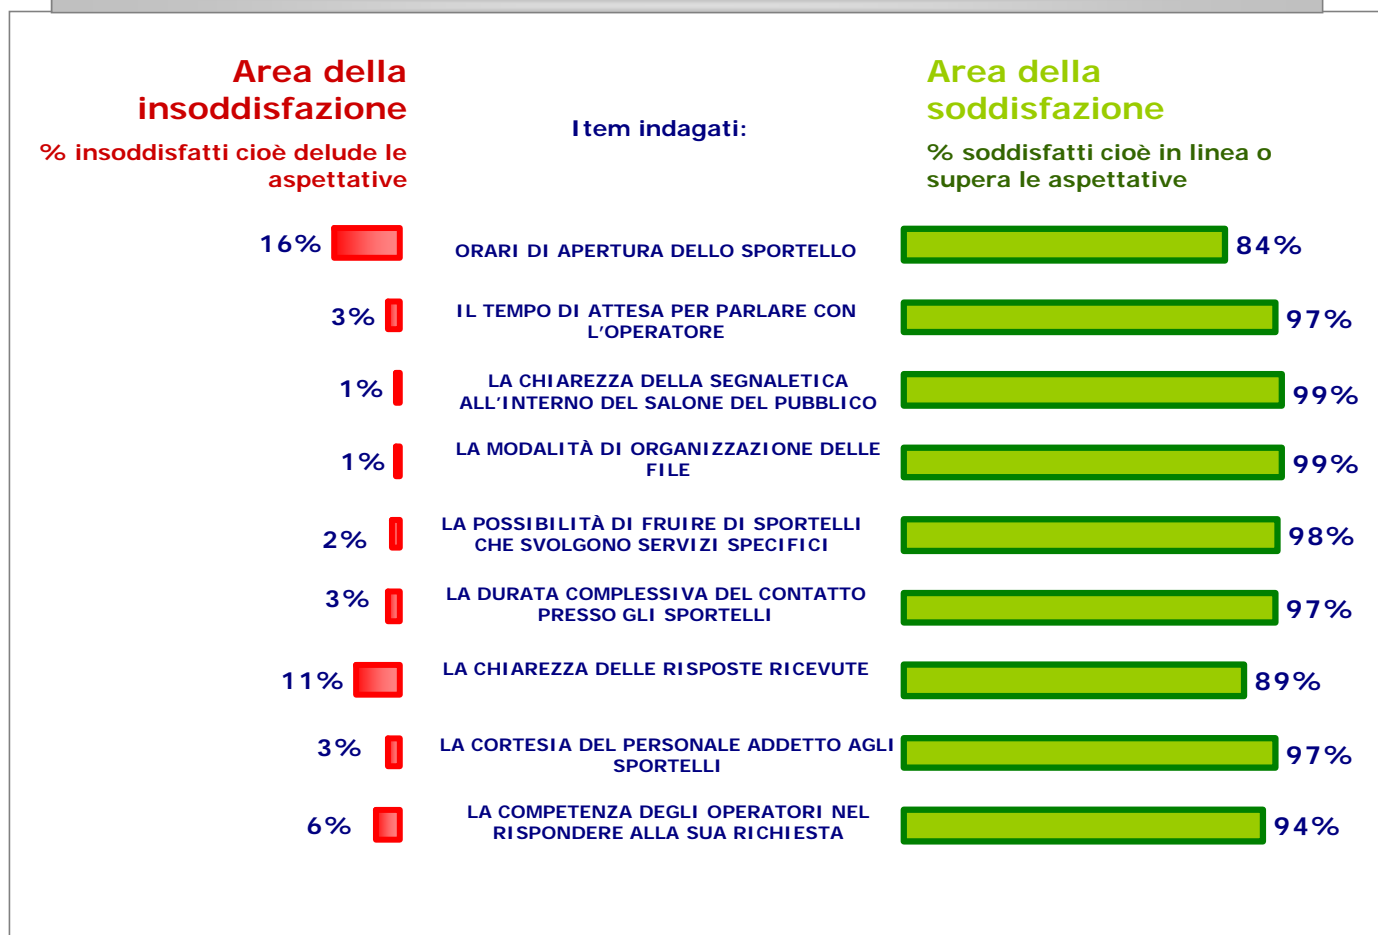 Area della
insoddisfazione
% insoddisfatti cioè delude le
aspettative
Item indagati:
Area della
soddisfazione
% soddisfatti cioè in linea o
supera le aspettative
16%
ORARI DI APERTURA DELLO SPORTELLO
84%
3%
IL TEMPO DI ATTESA PER PARLARE CON
L'OPERATORE
97%
1%
LA CHIAREZZA DELLA SEGNALETICA
ALL'INTERNO DEL SALONE DEL PUBBLICO
99%
1%
LA MODALITÀ DI ORGANIZZAZIONE DELLE
FILE
99%
2%
LA POSSIBILITÀ DI FRUIRE DI SPORTELLI
CHE SVOLGONO SERVIZI SPECIFICI
98%
3%
LA DURATA COMPLESSIVA DEL CONTATTO
PRESSO GLI SPORTELLI
97%
11%
LA CHIAREZZA DELLE RISPOSTE RICEVUTE
89%
3%
LA CORTESIA DEL PERSONALE ADDETTO AGLI
SPORTELLI
97%
6%
LA COMPETENZA DEGLI OPERATORI NEL
RISPONDERE ALLA SUA RICHIESTA
94%